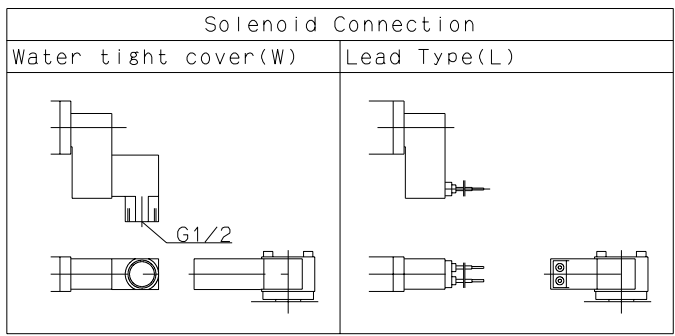 Solenoid Connection
Water tight cover(W)
Lead Type(L)
G1/2